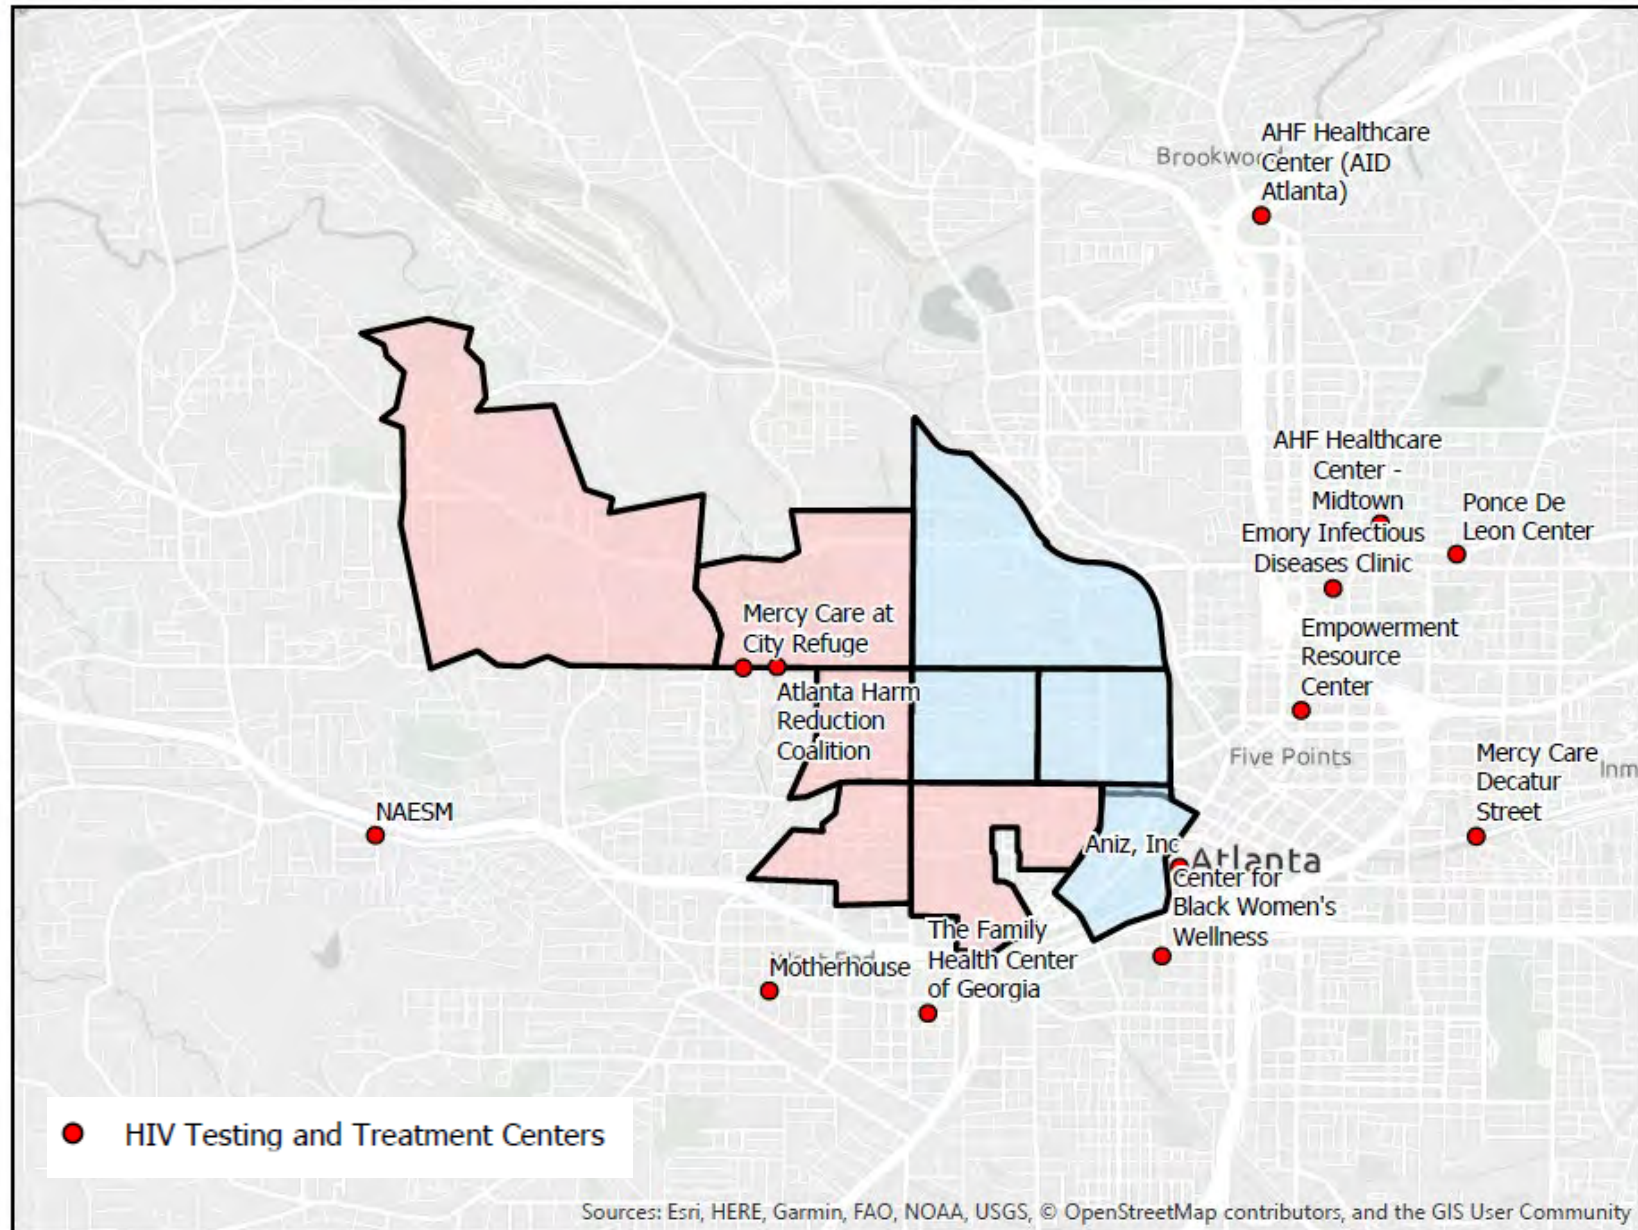 AHF Healthcare
Center (AID
Atlanta)
AHF Healthcare
Center -
Midtown
Ponce De
Leon Center
Emory Infectious
Diseases Clinic
Mercy Care at
City Refuge
Empowerment
Resource
Center
Atlanta Harm
Reduction
Coalition
Five Points
Mercy Care
Decatur
Street
NAESM
Aniz, Inc
Atlanta
Center for
Black Women's
Wellness
The Family
Health Center
of Georgia
Motherhouse
HIV Testing and Treatment Centers
Sources: Esri, HERE, Garmin, FAO, NOAA, USGS, © OpenStreetMap contributors, and the GIS User Community